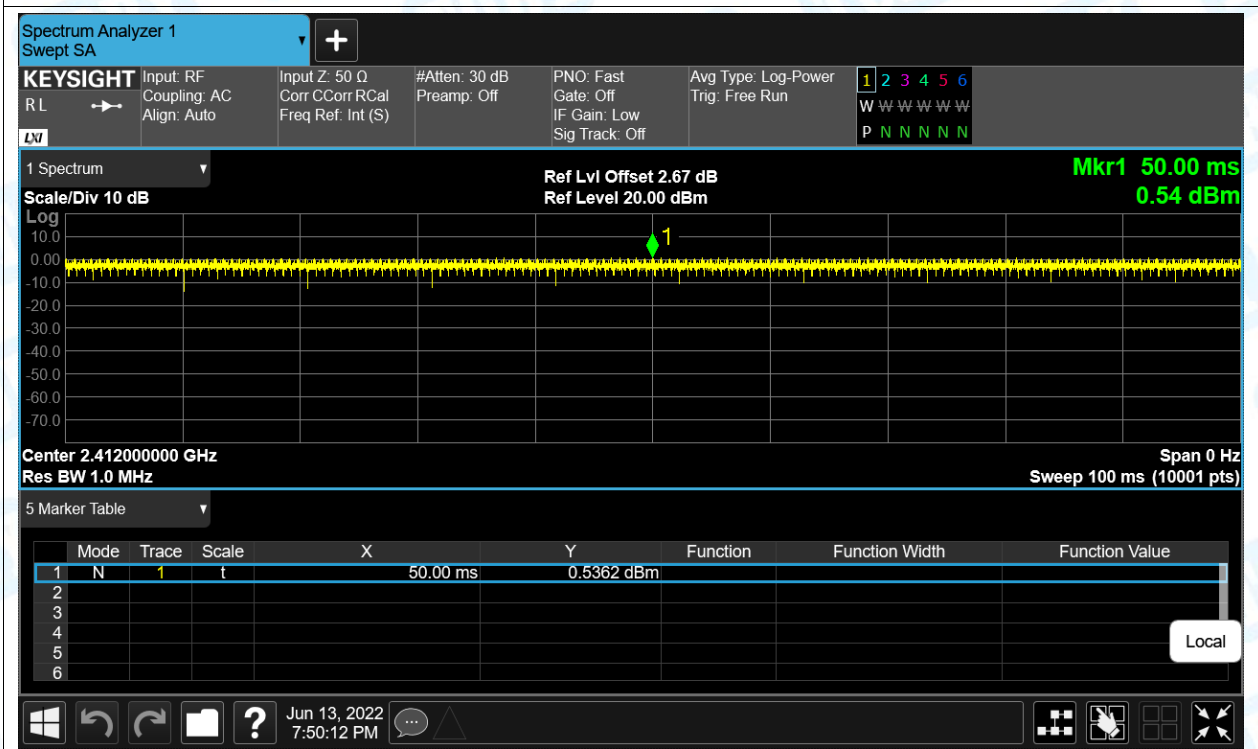 Spectrum Analyzer 1
Swept SA
KEYSIGHT
R L
LXI
Input: RF
Coupling: AC
Align: Auto
Input Z: 50 Ω
Corr CCorr RCal
Freq Ref: Int (S)
#Atten: 30 dB
Preamp: Off
PNO: Fast
Gate: Off
IF Gain: Low
Sig Track: Off
Avg Type: Log-Power
Trig: Free Run
1 2 3 4 5 6
W W W W W W
P N N N N N
1 Spectrum
Scale/Div 10 dB
Ref Lvl Offset 2.67 dB
Ref Level 20.00 dBm
Mkr1 50.00 ms
0.54 dBm
Log
10.0
0.00
-10.0
-20.0
-30.0
-40.0
-50.0
-60.0
-70.0
1
Center 2.412000000 GHz
Res BW 1.0 MHz
Span 0 Hz
Sweep 100 ms (10001 pts)
5 Marker Table
Mode Trace Scale X Y Function Function Width Function Value
1 N 1 t 50.00 ms 0.5362 dBm
2
3
4
5
6
Local
?
Jun 13, 2022
7:50:12 PM